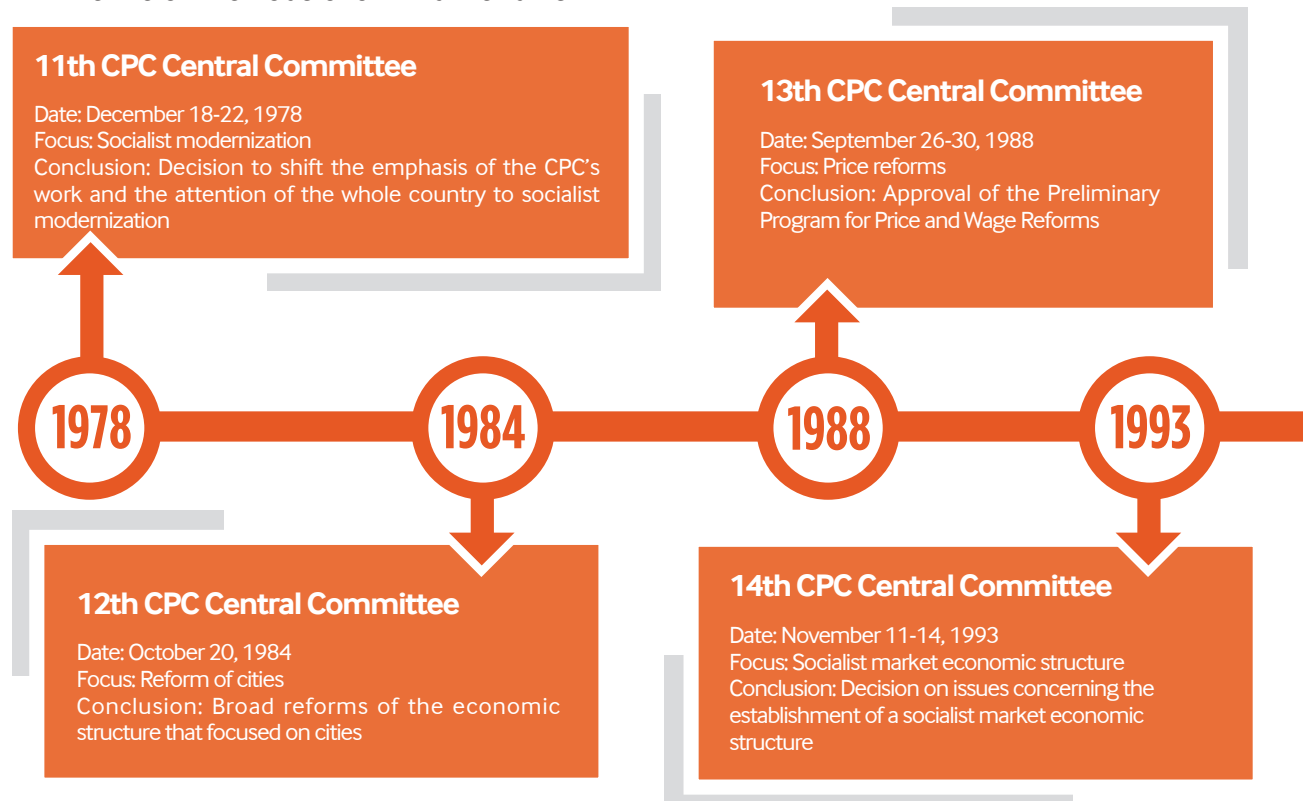 11th CPC Central Committee
Date: December 18-22, 1978
Focus: Socialist modernization
Conclusion: Decision to shift the emphasis of the CPC's
work and the attention of the whole country to socialist
modernization
13th CPC Central Committee
Date: September 26-30, 1988
Focus: Price reforms
Conclusion: Approval of the Preliminary
Program for Price and Wage Reforms
1978
1984
1988
1993
12th CPC Central Committee
Date: October 20, 1984
Focus: Reform of cities
Conclusion: Broad reforms of the economic
structure that focused on cities
14th CPC Central Committee
Date: November 11-14, 1993
Focus: Socialist market economic structure
Conclusion: Decision on issues concerning the
establishment of a socialist market economic
structure